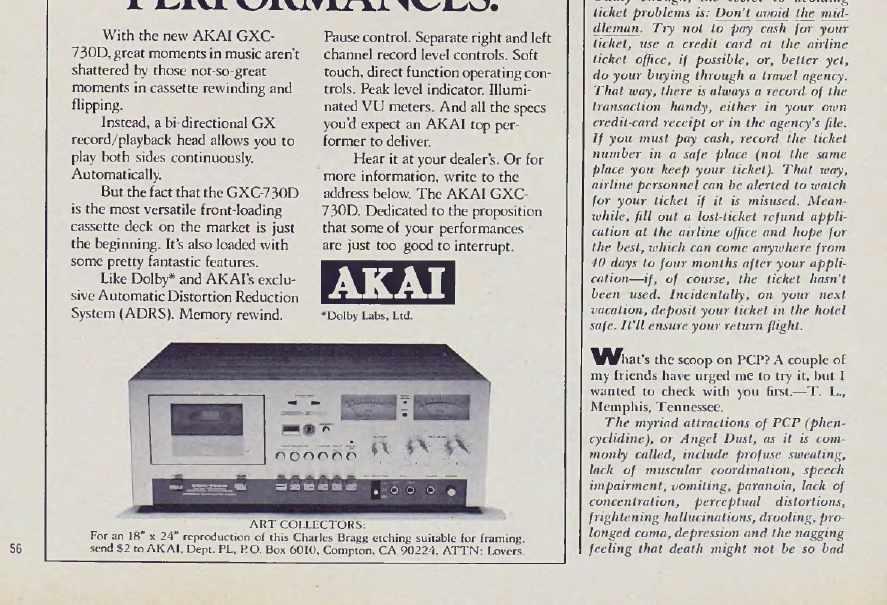 PERFORMANCES.
With the new AKAI GXC-
730D, great moments in music aren't
shattered by those not-so-great
moments in cassette rewinding and
flipping.
Instead, a bi-directional GX
record/playback head allows you to
play both sides continuously.
Automatically.
But the fact that the GXC-730D
is the most versatile front-loading
cassette deck on the market is just
the beginning. It's also loaded with
some pretty fantastic features.
Like Dolby* and AKAI's exclu-
sive Automatic Distortion Reduction
System (ADRS). Memory rewind.
Pause control. Separate right and left
channel record level controls. Soft
touch, direct function operating con-
trols. Peak level indicator. Illumi-
nated VU meters. And all the specs
you'd expect an AKAI top per-
former to deliver.
Hear it at your dealer's. Or for
more information, write to the
address below. The AKAI GXC-
730D. Dedicated to the proposition
that some of your performances
are just too good to interrupt.
AKAI
*Dolby Labs, Ltd.
ART COLLECTORS:
For an 18" x 24" reproduction of this Charles Bragg etching suitable for framing,
send $2 to AKAI, Dept. PL, P.O. Box 6010, Compton, CA 90224, ATTN: Lovers.
56
ticket problems is: Don't avoid the mid-
dleman. Try not to pay cash for your
ticket, use a credit card at the airline
ticket office, if possible, or, better yet,
do your buying through a travel agency.
That way, there is always a record of the
transaction handy, either in your own
credit-card receipt or in the agency's file.
If you must pay cash, record the ticket
number in a safe place (not the same
place you keep your ticket). That way,
airline personnel can be alerted to watch
for your ticket if it is misused. Mean-
while, fill out a lost-ticket refund appli-
cation at the airline office and hope for
the best, which can come anywhere from
40 days to four months after your appli-
cation—if, of course, the ticket hasn't
been used. Incidentally, on your next
vacation, deposit your ticket in the hotel
safe. It'll ensure your return flight.
What's the scoop on PCP? A couple of
my friends have urged me to try it, but I
wanted to check with you first.—T. L.,
Memphis, Tennessee.
The myriad attractions of PCP (phen-
cyclidine), or Angel Dust, as it is com-
monly called, include profuse sweating,
lack of muscular coordination, speech
impairment, vomiting, paranoia, lack of
concentration, perceptual distortions,
frightening hallucinations, drooling, pro-
longed coma, depression and the nagging
feeling that death might not be so bad